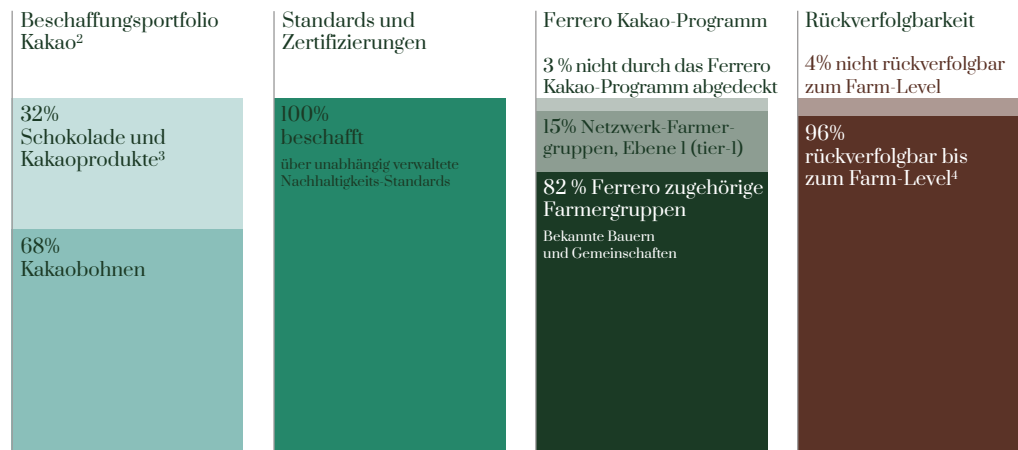 Beschaffungsportfolio
Kakao²
32%
Schokolade und
Kakaoprodukte³
68%
Kakaobohnen
Standards und
Zertifizierungen
100%
beschafft
über unabhängig verwaltete
Nachhaltigkeits-Standards
Ferrero Kakao-Programm
3 % nicht durch das Ferrero
Kakao-Programm abgedeckt
15% Netzwerk-Farmer-
gruppen, Ebene 1 (tier-1)
82 % Ferrero zugehörige
Farmergruppen
Bekannte Bauern
und Gemeinschaften
Rückverfolgbarkeit
4% nicht rückverfolgbar
zum Farm-Level
96%
rückverfolgbar bis
zum Farm-Level⁴